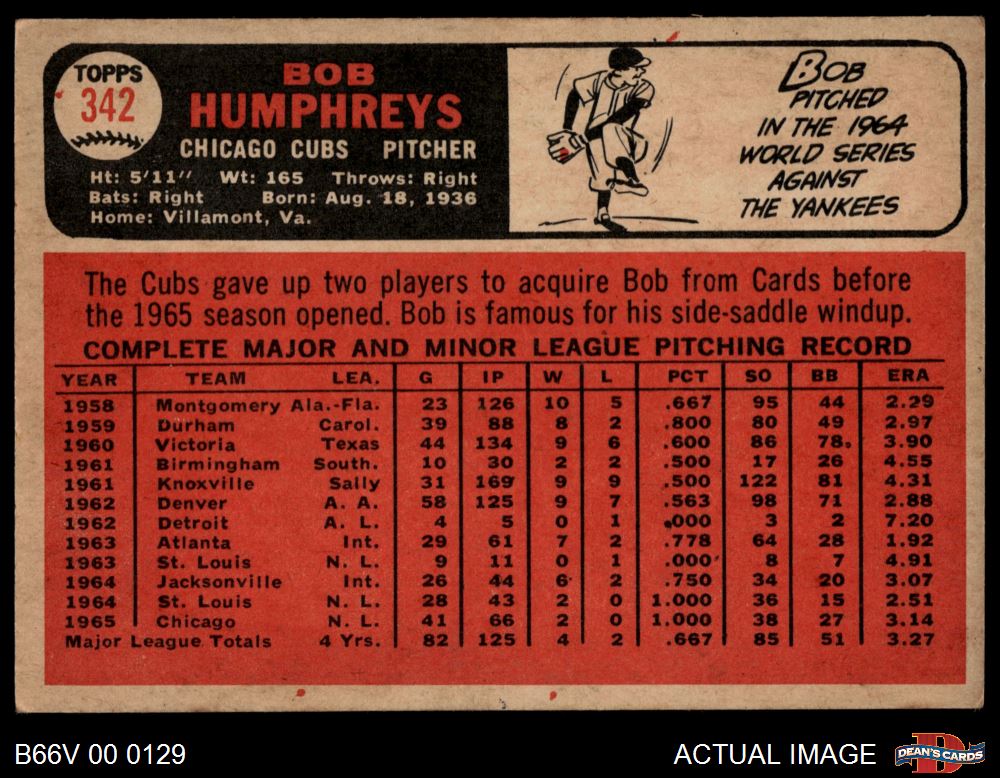 TOPPS
342
BOB
HUMPHREYS
CHICAGO CUBS PITCHER
Ht: 5'11" Wt: 165 Throws: Right
Bats: Right Born: Aug. 18, 1936
Home: Villamont, Va.
BOB
PITCHED
IN THE 1964
WORLD SERIES
AGAINST
THE YANKEES
The Cubs gave up two players to acquire Bob from Cards before
the 1965 season opened. Bob is famous for his side-saddle windup.
COMPLETE MAJOR AND MINOR LEAGUE PITCHING RECORD
YEAR TEAM LEA. G IP W L PCT SO BB ERA
1958 Montgomery Ala.-Fla. 23 126 10 5 .667 95 44 2.29
1959 Durham Carol. 39 88 8 2 .800 80 49 2.97
1960 Victoria Texas 44 134 9 6 .600 86 78 3.90
1961 Birmingham South. 10 30 2 2 .500 17 26 4.55
1961 Knoxville Sally 31 169 9 9 .500 122 81 4.31
1962 Denver A. A. 58 125 9 7 .563 98 71 2.88
1962 Detroit A. L. 4 5 0 1 .000 3 2 7.20
1963 Atlanta Int. 29 61 7 2 .778 64 28 1.92
1963 St. Louis N. L. 9 11 0 1 .000 8 7 4.91
1964 Jacksonville Int. 26 44 6 2 .750 34 20 3.07
1964 St. Louis N. L. 28 43 2 0 1.000 36 15 2.51
1965 Chicago N. L. 41 66 2 0 1.000 38 27 3.14
Major League Totals 4 Yrs. 82 125 4 2 .667 85 51 3.27
B66V 00 0129
ACTUAL IMAGE
DEAN'S CARDS